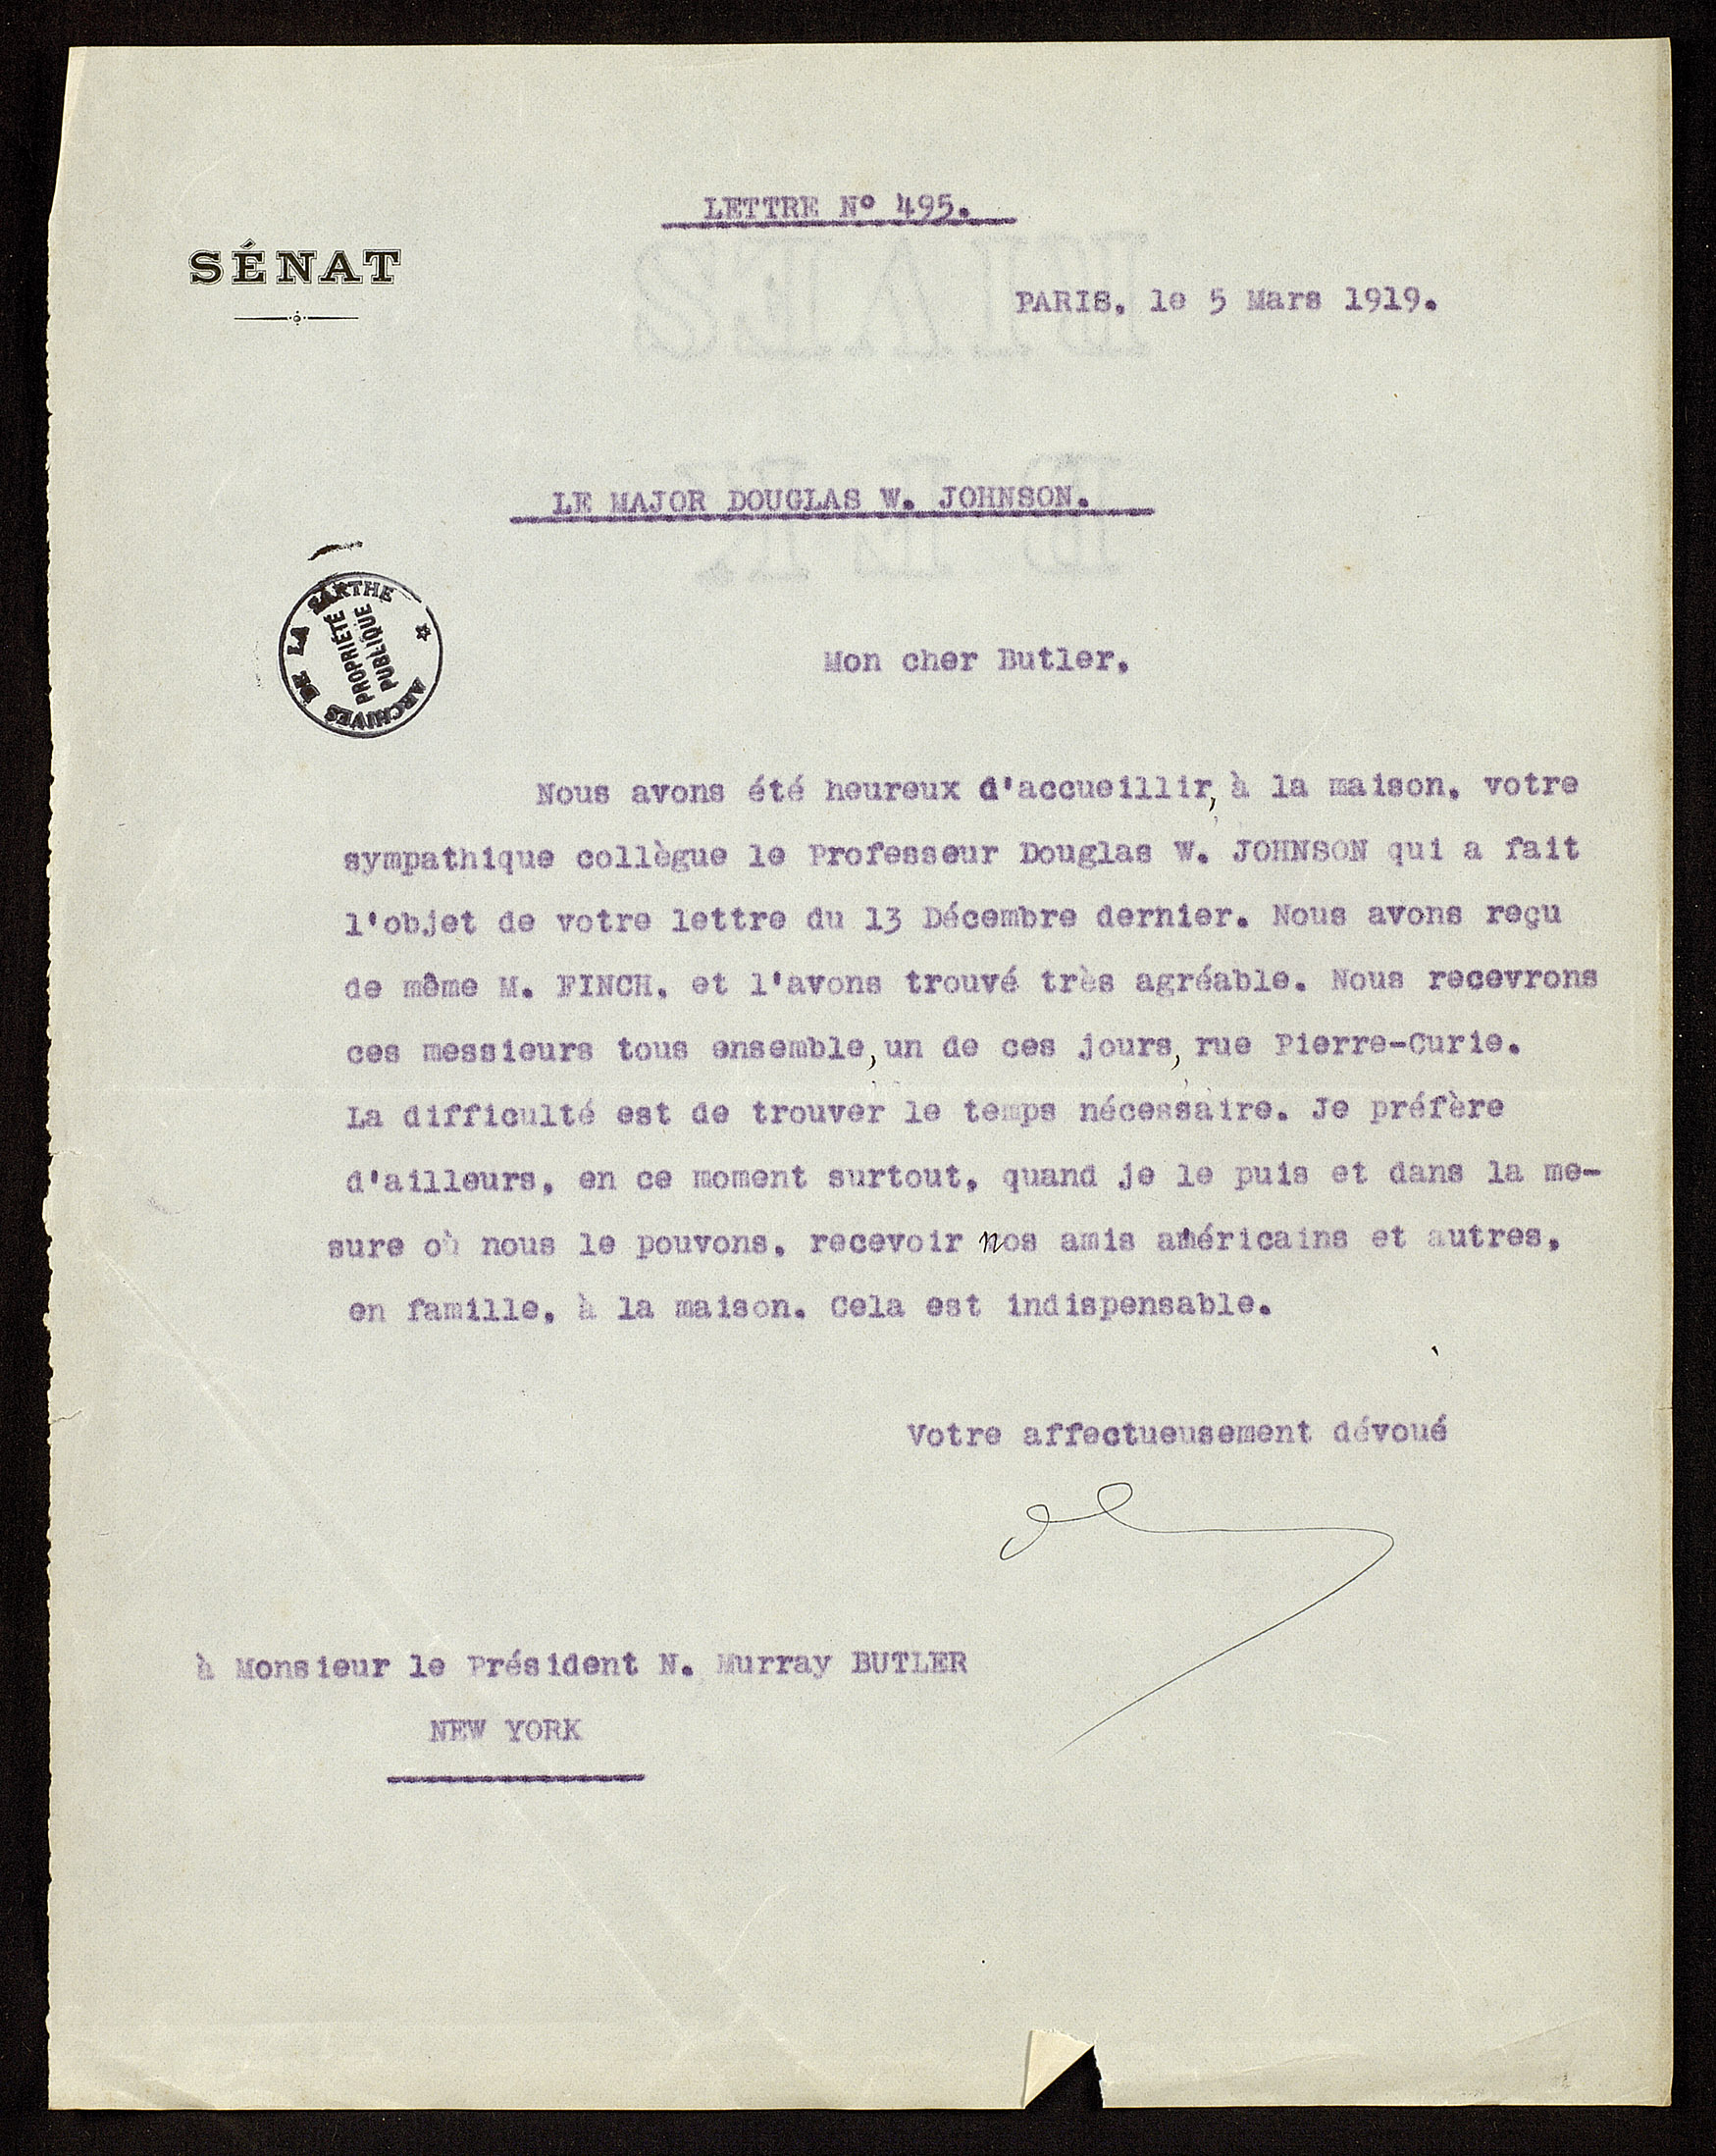 LETTRE N° 495.
SÉNAT
PARIS, le 5 Mars 1919.
LE MAJOR DOUGLAS W. JOHNSON.
ARCHIVES DE LA SARTHE
PROPRIÉTÉ
PUBLIQUE
Mon cher Butler,
Nous avons été heureux d'accueillir, à la maison, votre
sympathique collègue le Professeur Douglas W. JOHNSON qui a fait
l'objet de votre lettre du 13 Décembre dernier. Nous avons reçu
de même M. FINCH, et l'avons trouvé très agréable. Nous recevrons
ces messieurs tous ensemble, un de ces jours, rue Pierre-Curie.
La difficulté est de trouver le temps nécessaire. Je préfère
d'ailleurs, en ce moment surtout, quand je le puis et dans la me-
sure où nous le pouvons, recevoir nos amis américains et autres,
en famille, à la maison. Cela est indispensable.
Votre affectueusement dévoué
à Monsieur le Président N. Murray BUTLER
NEW YORK